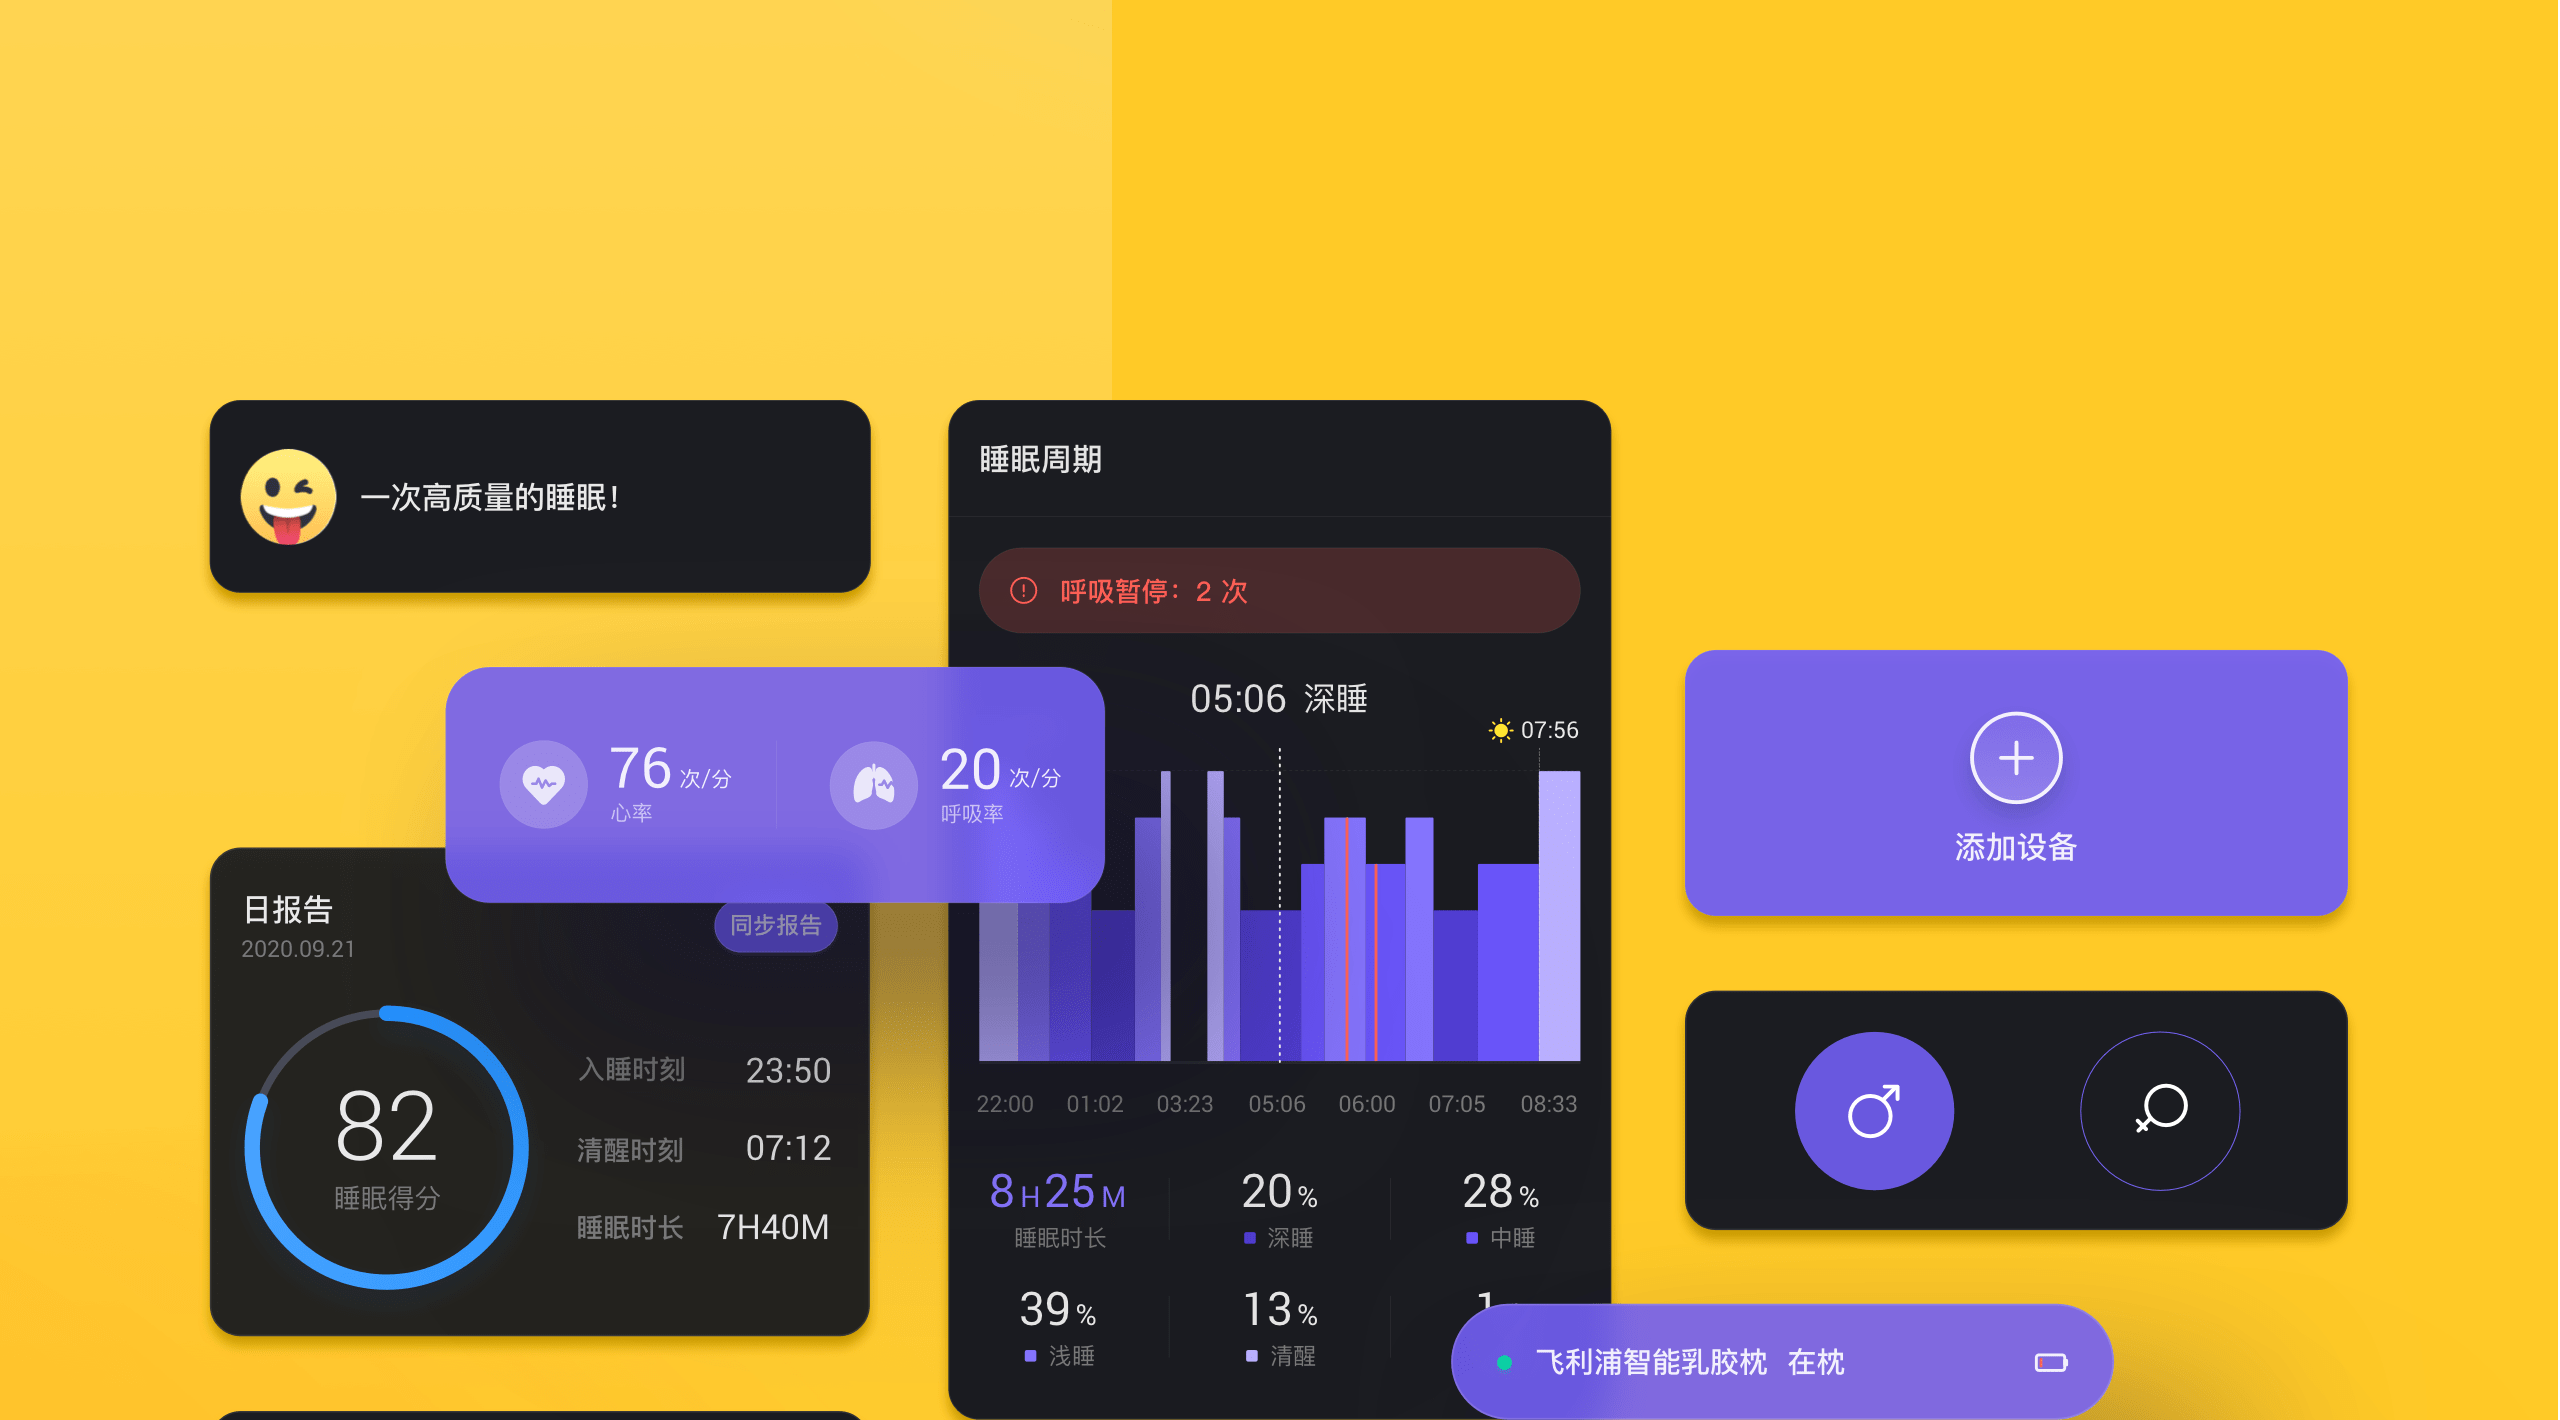 一次高质量的睡眠！
76 次/分
心率
20 次/分
呼吸率
日报告
2020.09.21
同步报告
82
睡眠得分
入睡时刻 23:50
清醒时刻 07:12
睡眠时长 7H40M
睡眠周期
呼吸暂停：2 次
05:06 深睡
07:56
22:00 01:02 03:23 05:06 06:00 07:05 08:33
8H25M
睡眠时长
20%
深睡
28%
中睡
39%
浅睡
13%
清醒
添加设备
飞利浦智能乳胶枕 在枕